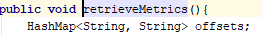 public void retrieveMetrics(){
HashMap<String, String> offsets;